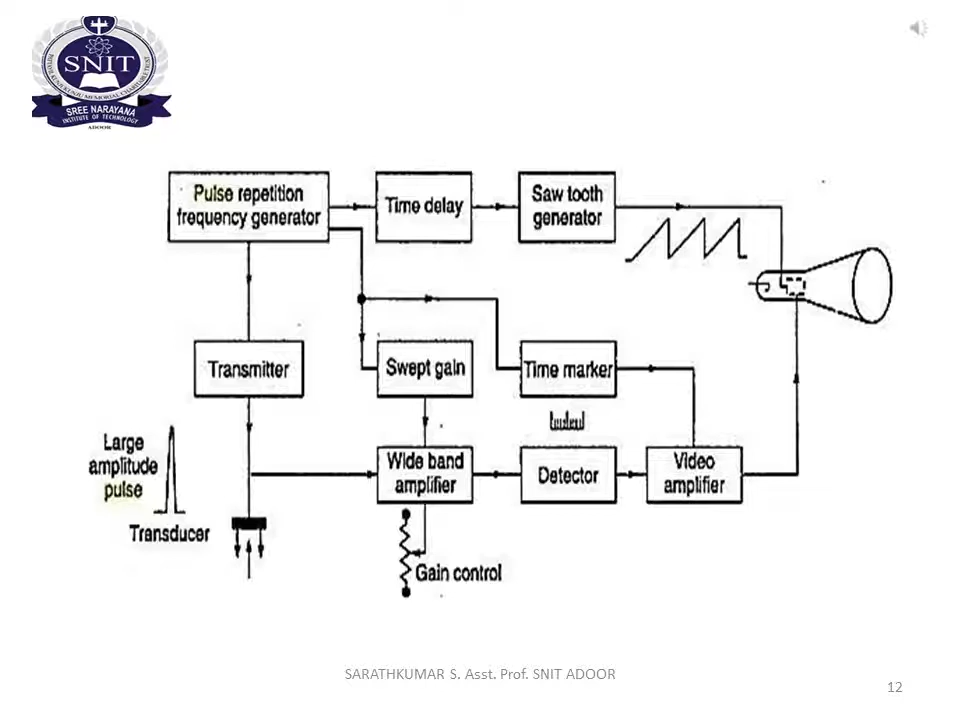 SNIT
SREE NARAYANA
INSTITUTE OF TECHNOLOGY
ADOOR
Pulse repetition
frequency generator
Time delay
Saw tooth
generator
Transmitter
Swept gain
Time marker
Large
amplitude
pulse
Wide band
amplifier
Detector
Video
amplifier
Transducer
Gain control
SARATHKUMAR S. Asst. Prof. SNIT ADOOR
12